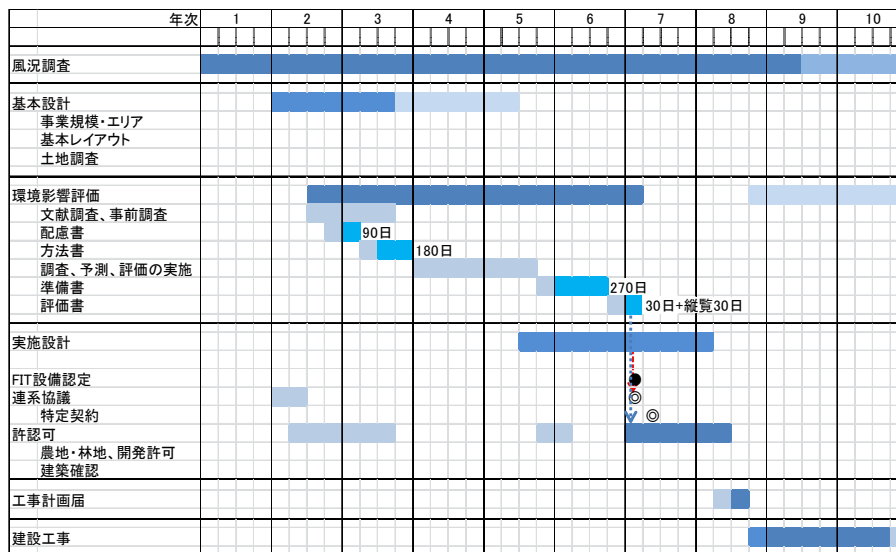 年次 1 2 3 4 5 6 7 8 9 10
風況調査
基本設計
事業規模・エリア
基本レイアウト
土地調査
環境影響評価
文献調査、事前調査
配慮書 90日
方法書 180日
調査、予測、評価の実施
準備書 270日
評価書 30日+縦覧30日
実施設計
FIT設備認定 ●
連系協議 ◎
特定契約 ◎
許認可
農地・林地、開発許可
建築確認
工事計画届
建設工事